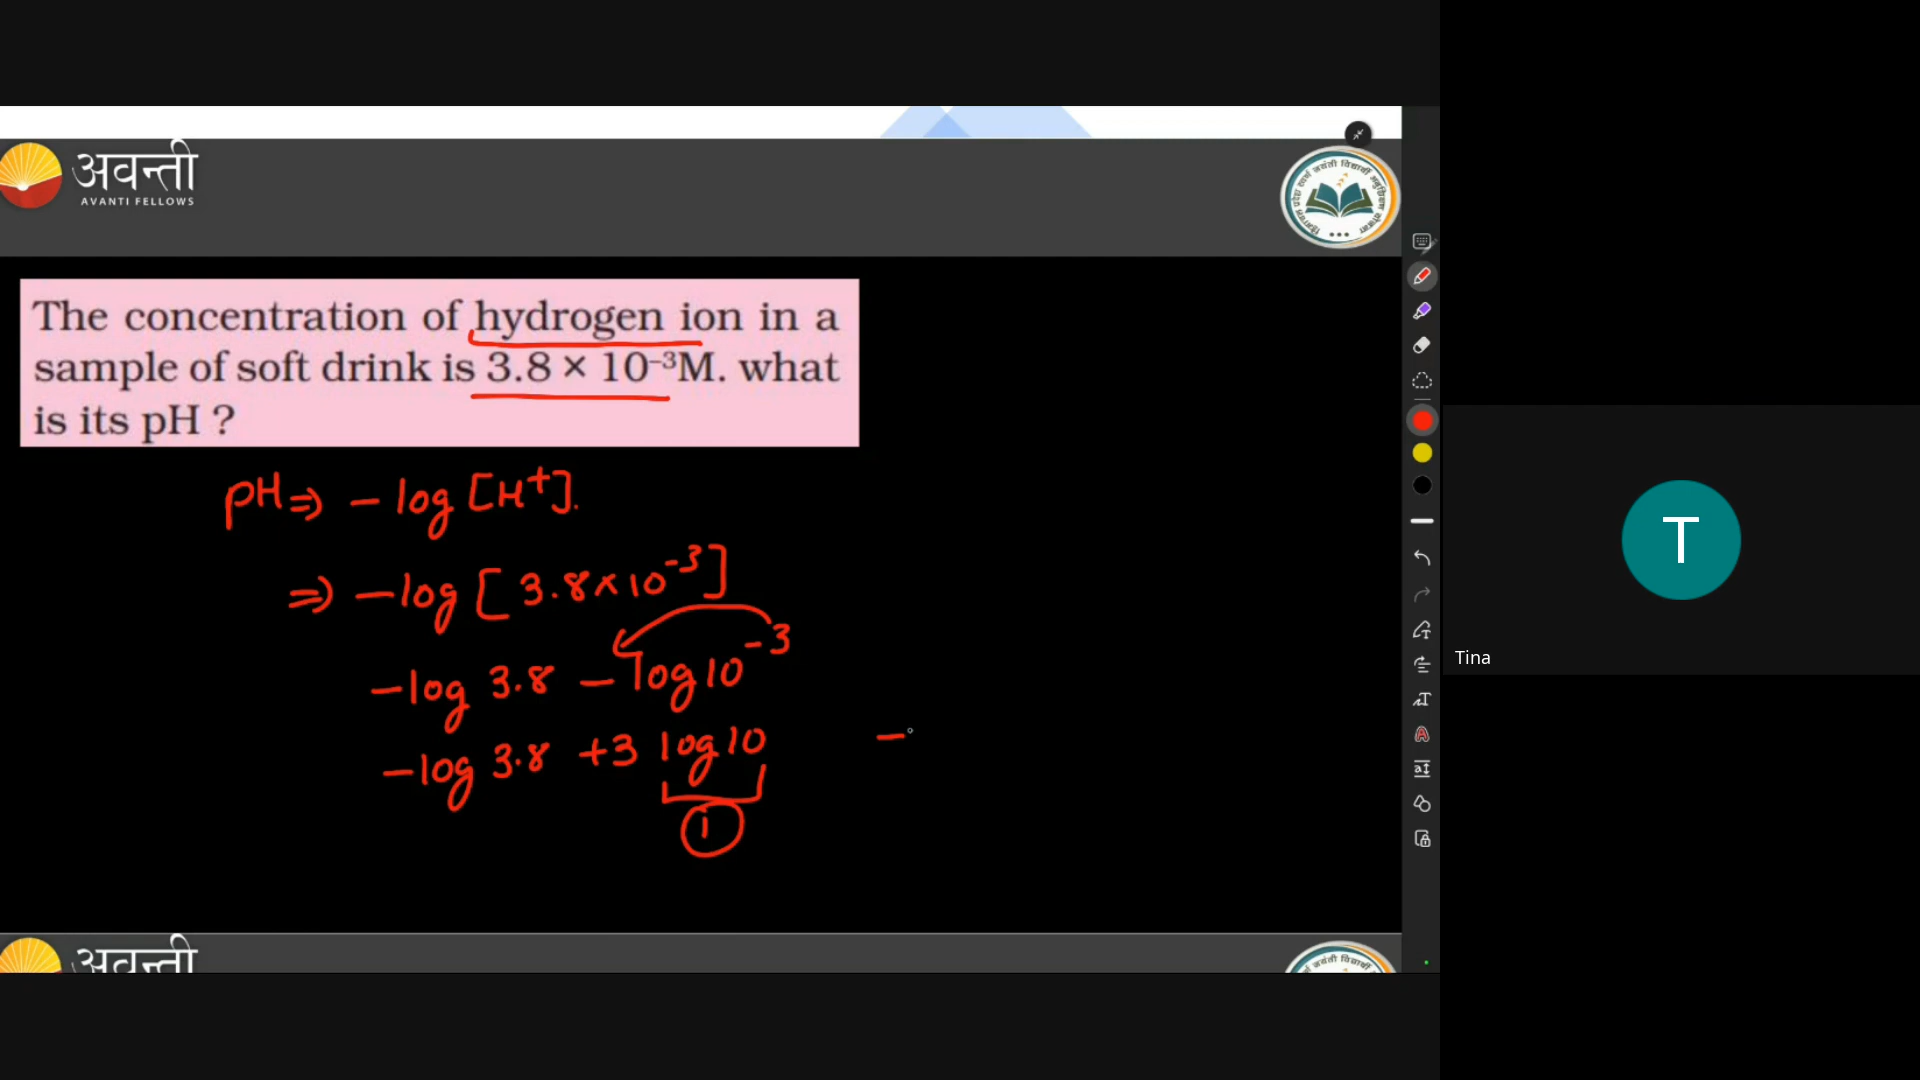 अवन्ती
AVANTI FELLOWS
The concentration of hydrogen ion in a
sample of soft drink is 3.8 × 10⁻³M. what
is its pH ?
pH ⇒ - log [H⁺].
⇒ -log [3.8×10⁻³]
-log 3.8 - log 10⁻³
-log 3.8 +3 log 10
1
-
T
Tina
अवन्ती